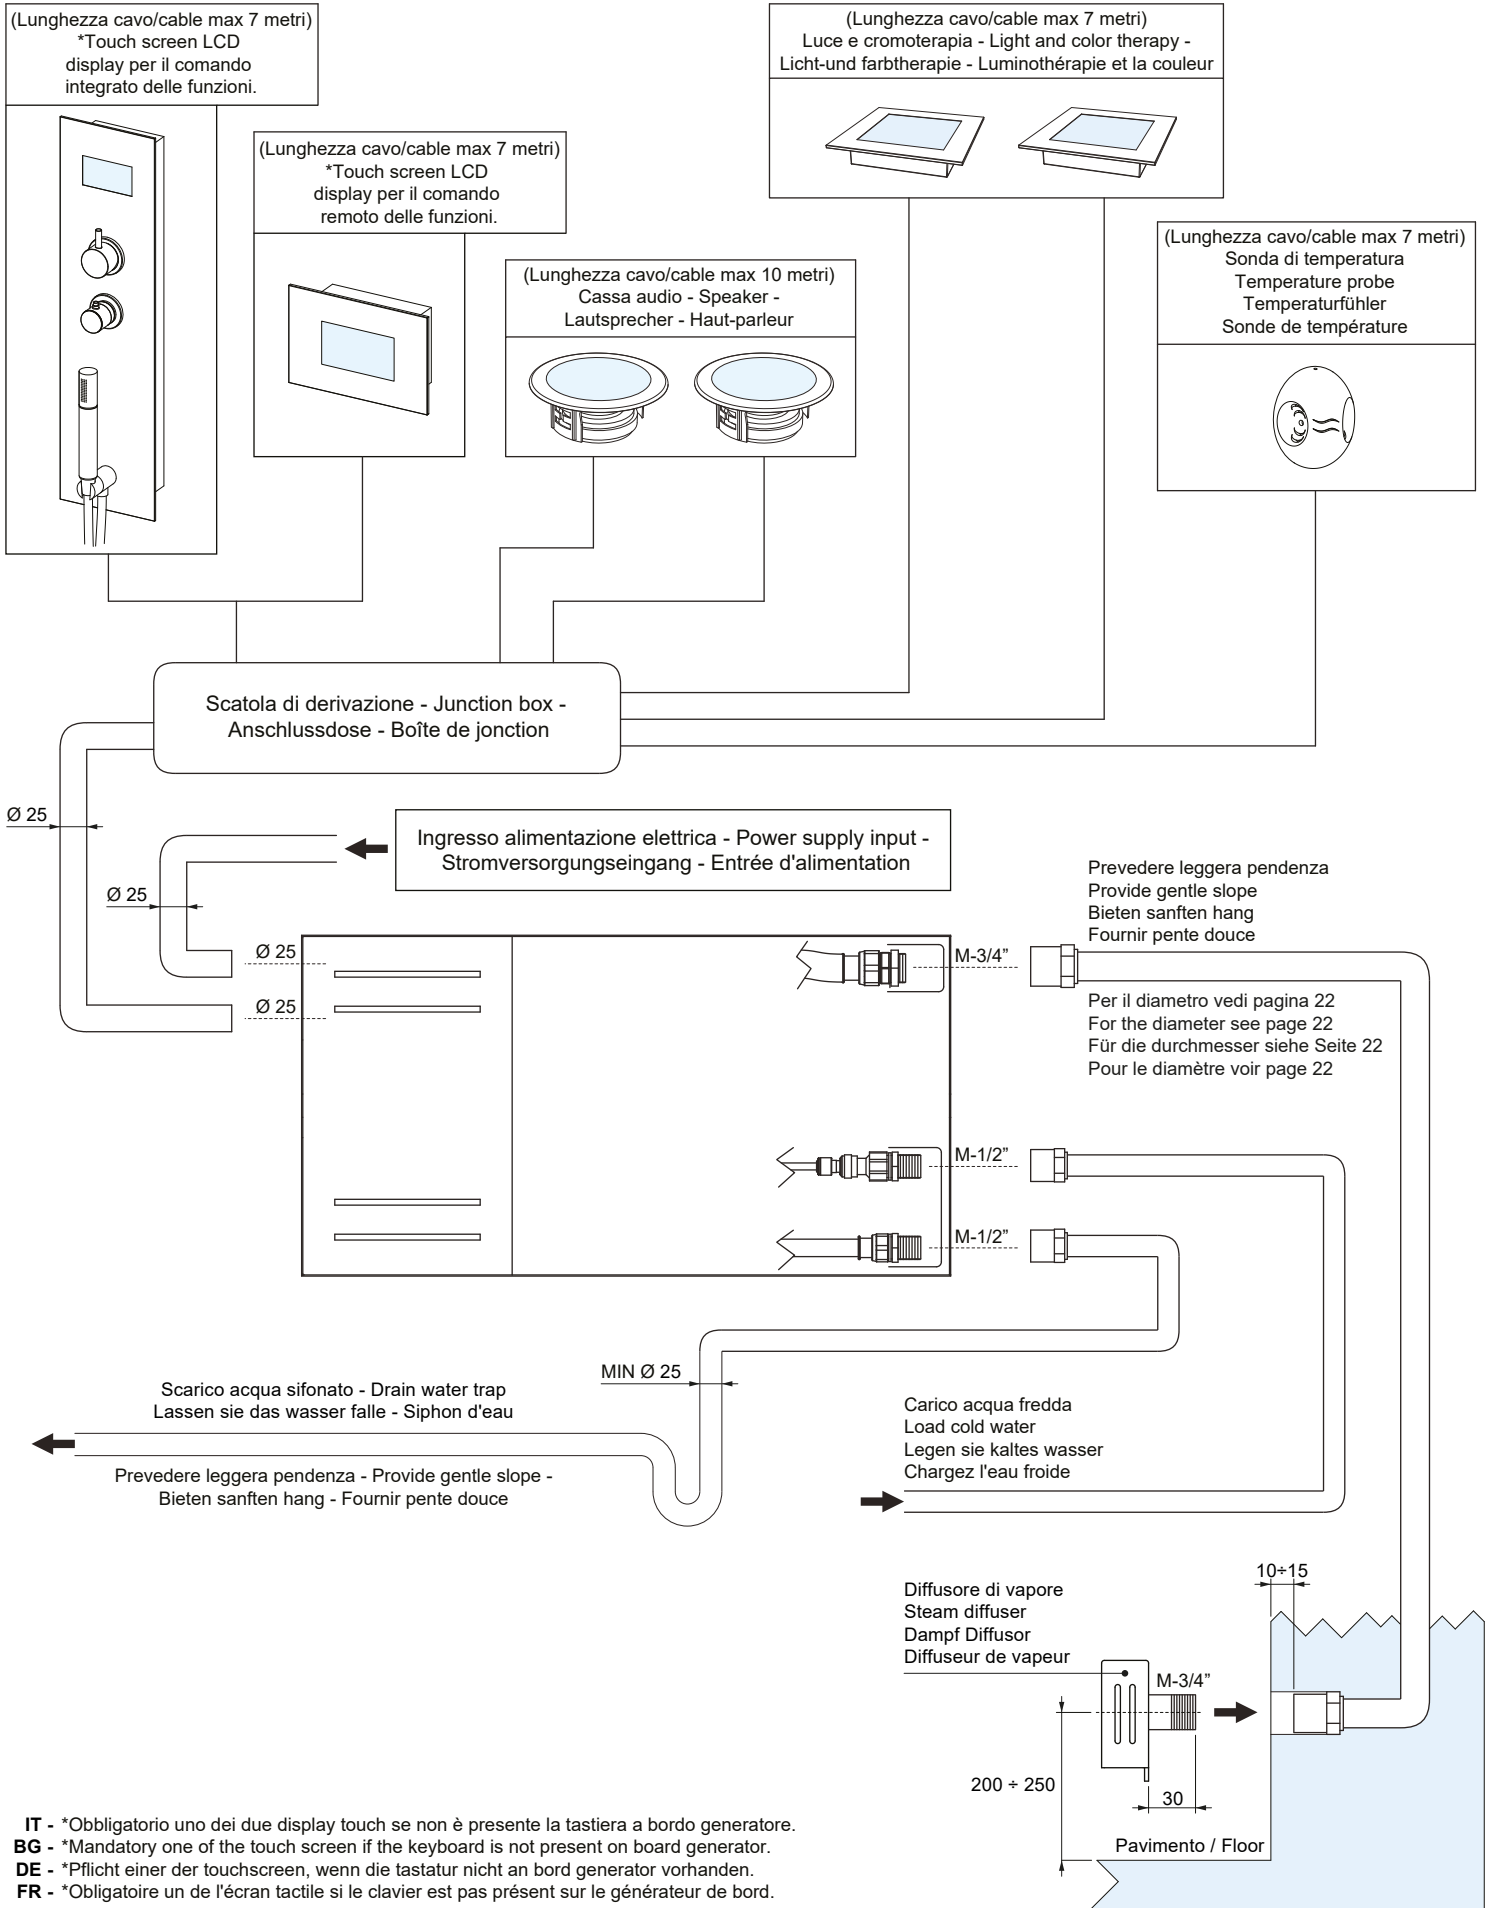 (Lunghezza cavo/cable max 7 metri)
*Touch screen LCD
display per il comando
integrato delle funzioni.
(Lunghezza cavo/cable max 7 metri)
*Touch screen LCD
display per il comando
remoto delle funzioni.
(Lunghezza cavo/cable max 10 metri)
Cassa audio - Speaker -
Lautsprecher - Haut-parleur
(Lunghezza cavo/cable max 7 metri)
Luce e cromoterapia - Light and color therapy -
Licht-und farbtherapie - Luminothérapie et la couleur
(Lunghezza cavo/cable max 7 metri)
Sonda di temperatura
Temperature probe
Temperaturfühler
Sonde de température
Scatola di derivazione - Junction box -
Anschlussdose - Boîte de jonction
Ø 25
Ingresso alimentazione elettrica - Power supply input -
Stromversorgungseingang - Entrée d'alimentation
Ø 25
Ø 25
Ø 25
M-3/4”
Prevedere leggera pendenza
Provide gentle slope
Bieten sanften hang
Fournir pente douce
Per il diametro vedi pagina 22
For the diameter see page 22
Für die durchmesser siehe Seite 22
Pour le diamètre voir page 22
M-1/2”
M-1/2”
MIN Ø 25
Scarico acqua sifonato - Drain water trap
Lassen sie das wasser falle - Siphon d'eau
Prevedere leggera pendenza - Provide gentle slope -
Bieten sanften hang - Fournir pente douce
Carico acqua fredda
Load cold water
Legen sie kaltes wasser
Chargez l'eau froide
10÷15
Diffusore di vapore
Steam diffuser
Dampf Diffusor
Diffuseur de vapeur
M-3/4”
200 ÷ 250
30
Pavimento / Floor
IT - *Obbligatorio uno dei due display touch se non è presente la tastiera a bordo generatore.
BG - *Mandatory one of the touch screen if the keyboard is not present on board generator.
DE - *Pflicht einer der touchscreen, wenn die tastatur nicht an bord generator vorhanden.
FR - *Obligatoire un de l'écran tactile si le clavier est pas présent sur le générateur de bord.